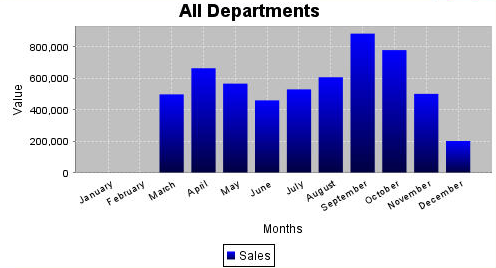 All Departments
Value
800,000
600,000
400,000
200,000
0
January February March April May June July August September October November December
Months
Sales